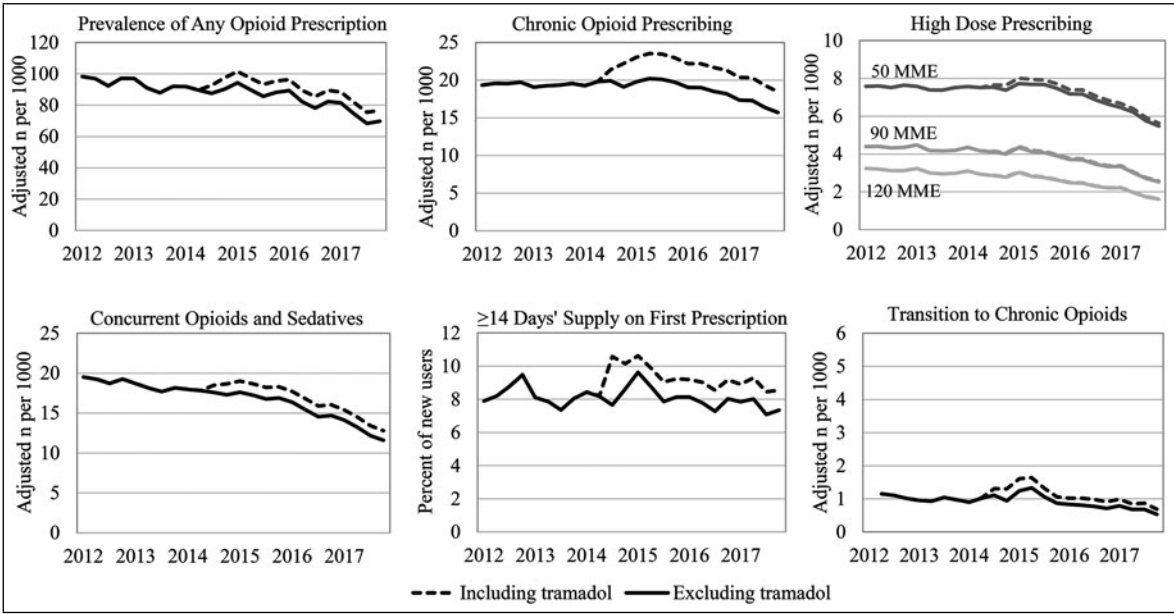 Prevalence of Any Opioid Prescription
Adjusted n per 1000
120
100
80
60
40
20
0
2012 2013 2014 2015 2016 2017
Chronic Opioid Prescribing
Adjusted n per 1000
25
20
15
10
5
0
2012 2013 2014 2015 2016 2017
High Dose Prescribing
Adjusted n per 1000
10
8
6
4
2
0
50 MME
90 MME
120 MME
2012 2013 2014 2015 2016 2017
Concurrent Opioids and Sedatives
Adjusted n per 1000
25
20
15
10
5
0
2012 2013 2014 2015 2016 2017
≥14 Days' Supply on First Prescription
Percent of new users
12
10
8
6
4
2
0
2012 2013 2014 2015 2016 2017
Transition to Chronic Opioids
Adjusted n per 1000
6
5
4
3
2
1
0
2012 2013 2014 2015 2016 2017
Including tramadol
Excluding tramadol